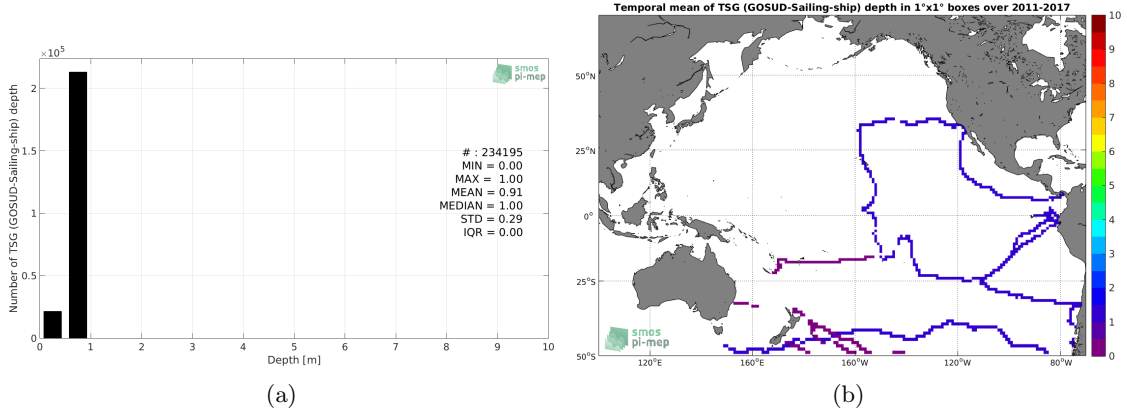 ×10⁵
2
1.5
1
0.5
0
0 1 2 3 4 5 6 7 8 9 10
Number of TSG (GOSUD-Sailing-ship) depth
Depth [m]
smos
pi-mep
# : 234195
MIN = 0.00
MAX = 1.00
MEAN = 0.91
MEDIAN = 1.00
STD = 0.29
IQR = 0.00
(a)
Temporal mean of TSG (GOSUD-Sailing-ship) depth in 1°x1° boxes over 2011-2017
50°N
25°N
0°
25°S
50°S
120°E 160°E 160°W 120°W 80°W
smos
pi-mep
10
9
8
7
6
5
4
3
2
1
0
(b)